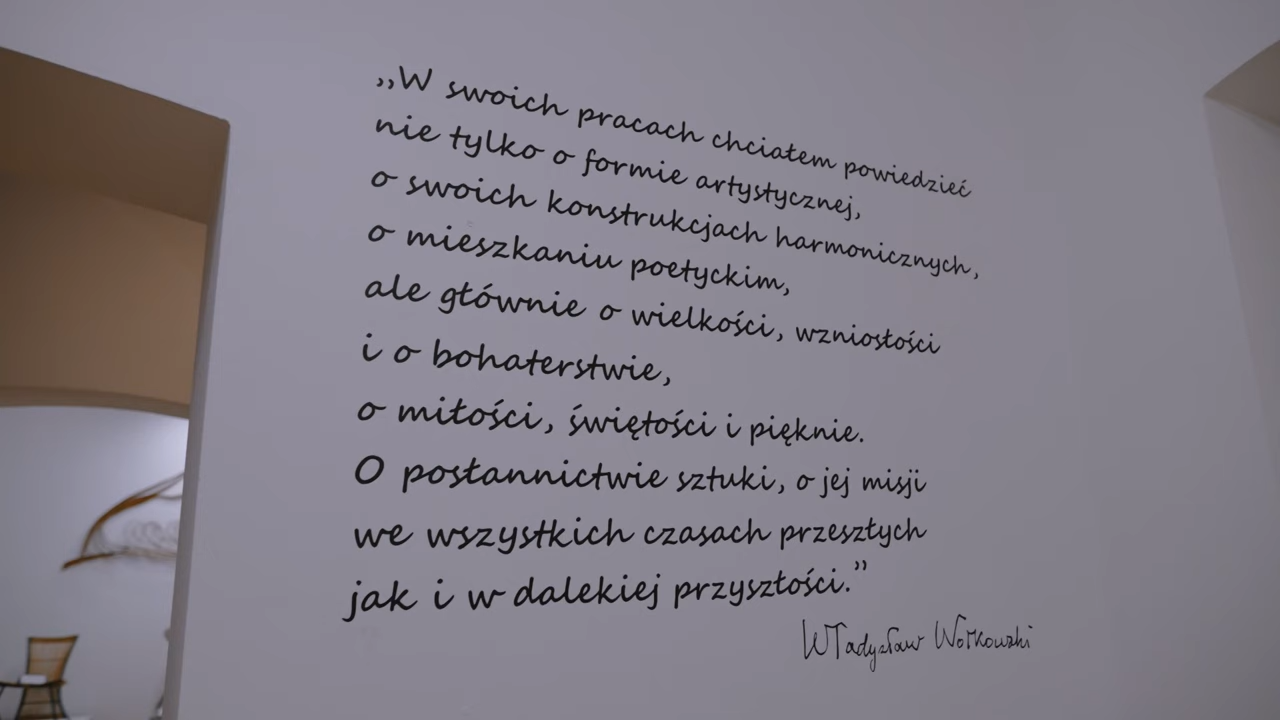 „W swoich pracach chciałem powiedzieć
nie tylko o formie artystycznej,
o swoich konstrukcjach harmonicznych,
o mieszkaniu poetyckim,
ale głównie o wielkości, wzniosłości
i o bohaterstwie,
o miłości, świętości i pięknie.
O posłannictwie sztuki, o jej misji
we wszystkich czasach przeszłych
jak i w dalekiej przyszłości.”
Władysław Wołkowski